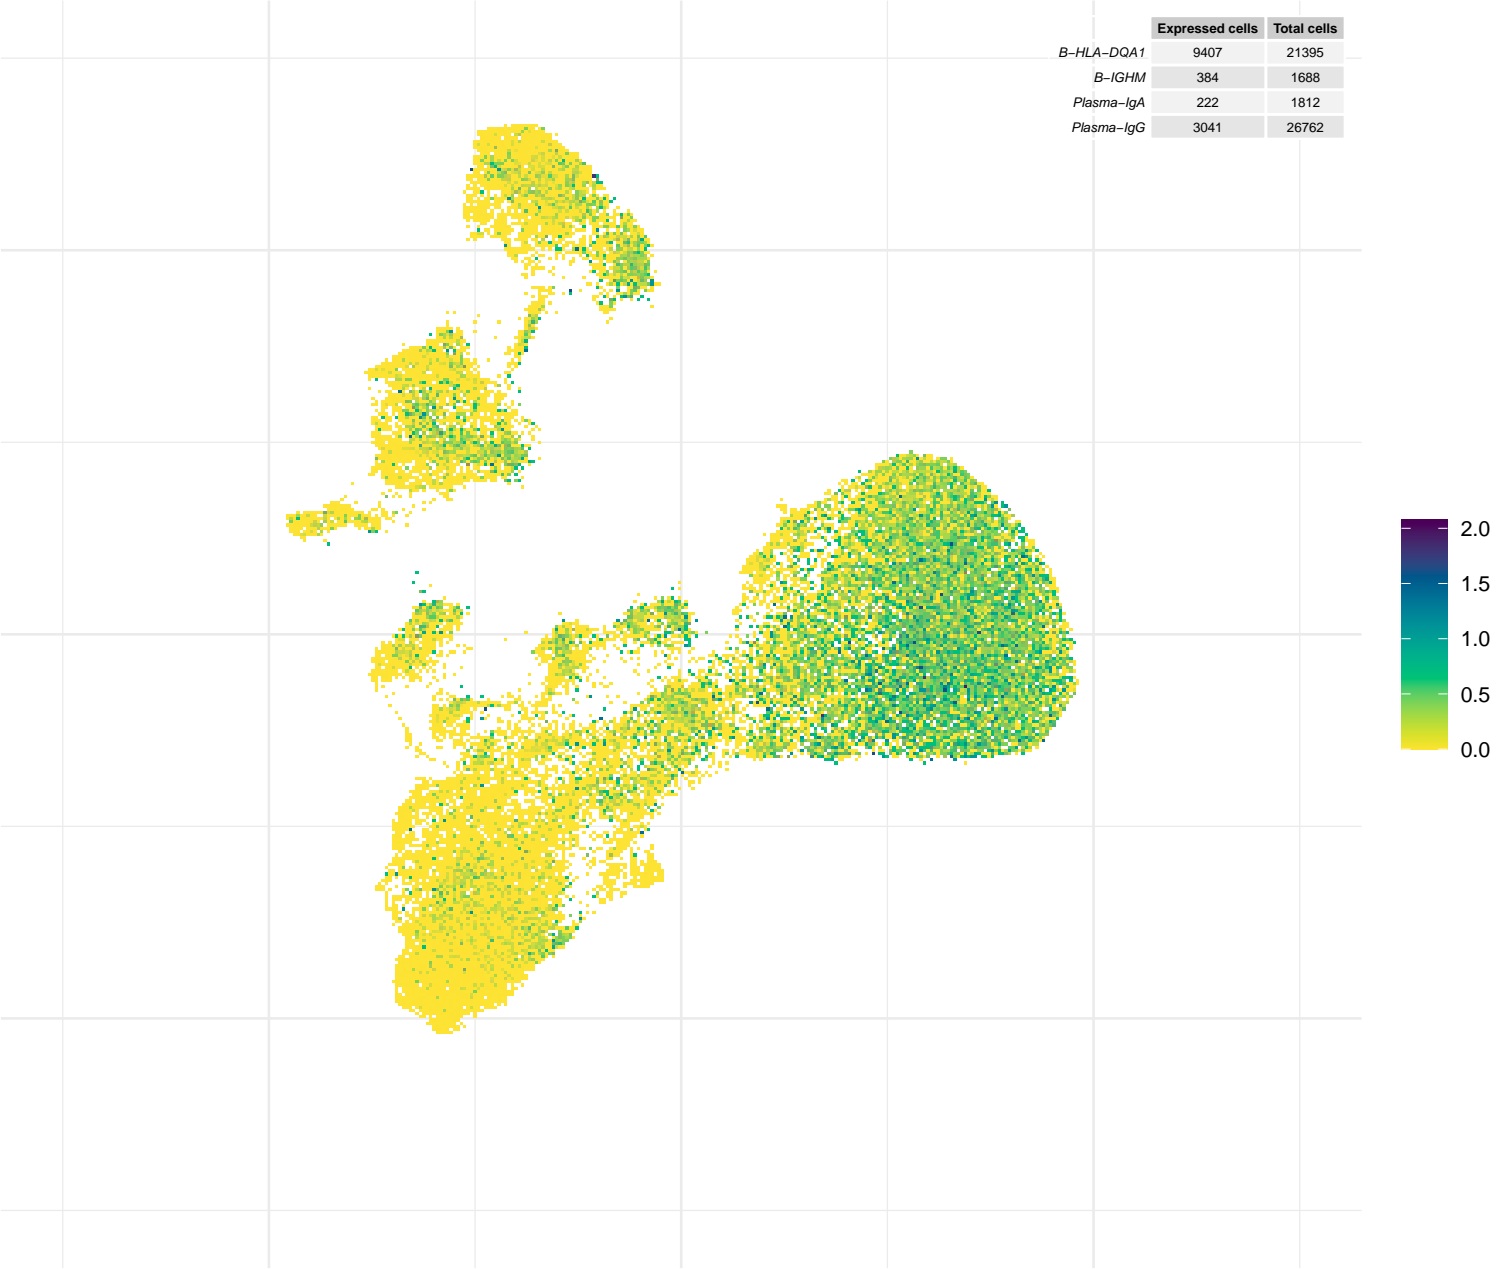 Expressed cells Total cells
B−HLA−DQA1 9407 21395
B−IGHM 384 1688
Plasma−IgA 222 1812
Plasma−IgG 3041 26762
2.0
1.5
1.0
0.5
0.0